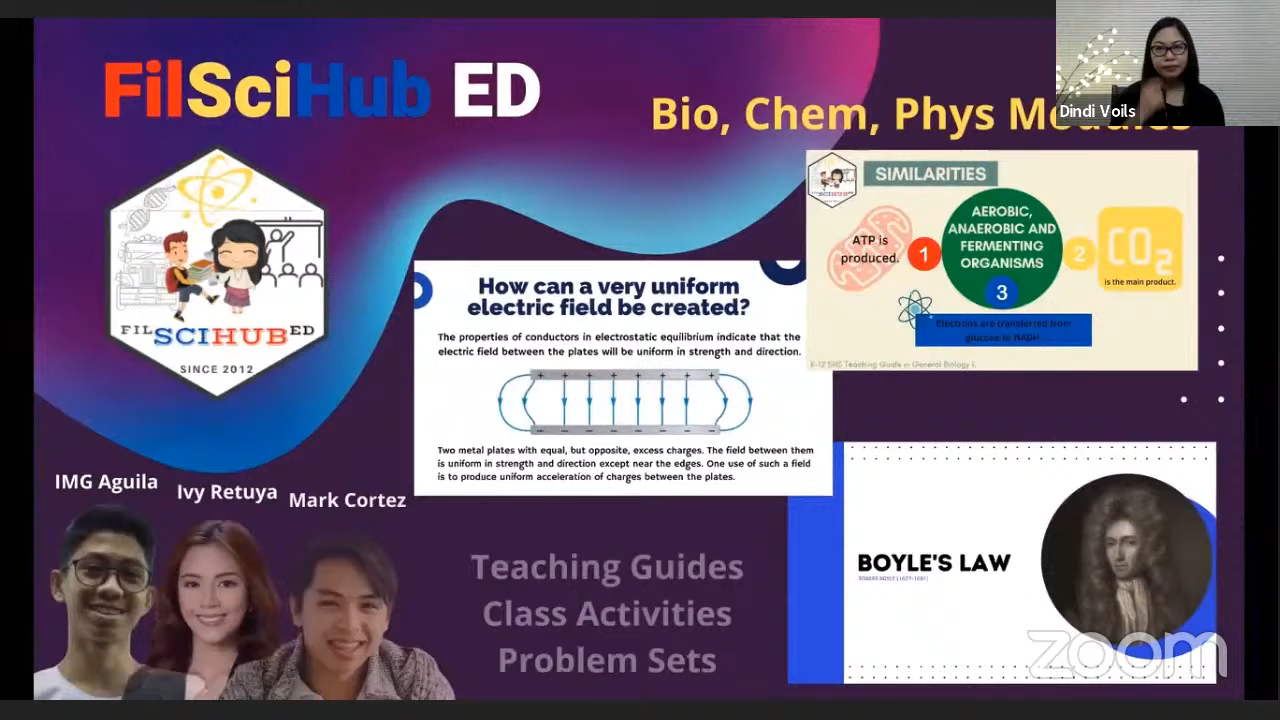 FilSciHub ED
Bio, Chem, Phys Modules
Dindi Voils
SIMILARITIES
AEROBIC,
ANAEROBIC AND
FERMENTING
ORGANISMS
ATP is
produced.
1
2
3
CO2
is the main product.
Electrons are transferred from
glucose to NADH
K-12 SHS Teaching Guide in General Biology 1.
FILSCIHUBED
SINCE 2012
How can a very uniform
electric field be created?
The properties of conductors in electrostatic equilibrium indicate that the
electric field between the plates will be uniform in strength and direction.
Two metal plates with equal, but opposite, excess charges. The field between them
is uniform in strength and direction except near the edges. One use of such a field
is to produce uniform acceleration of charges between the plates.
IMG Aguila
Ivy Retuya
Mark Cortez
Teaching Guides
Class Activities
Problem Sets
BOYLE'S LAW
zoom